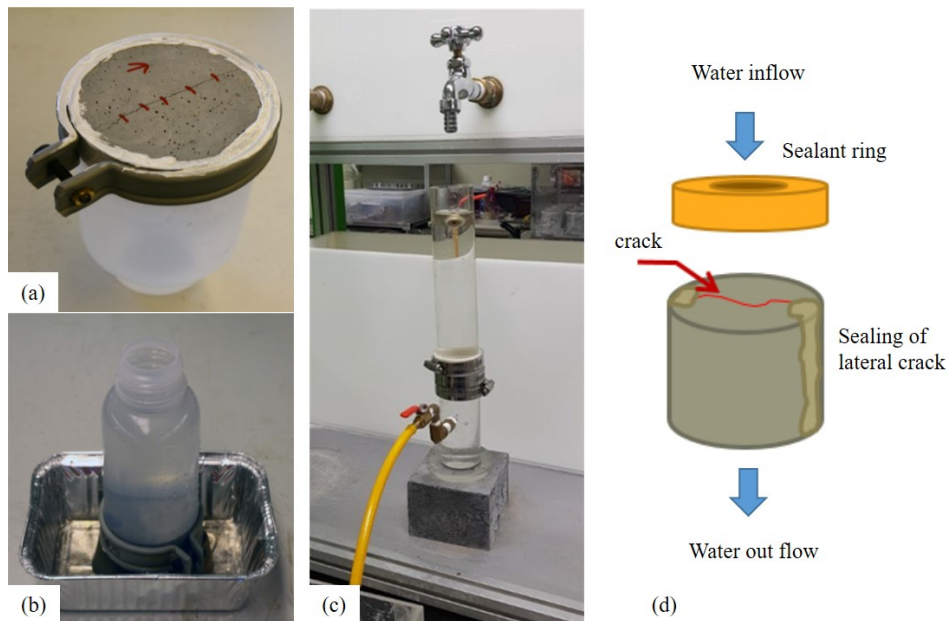 (a)
(b)
(c)
Water inflow
Sealant ring
crack
Sealing of
lateral crack
Water out flow
(d)